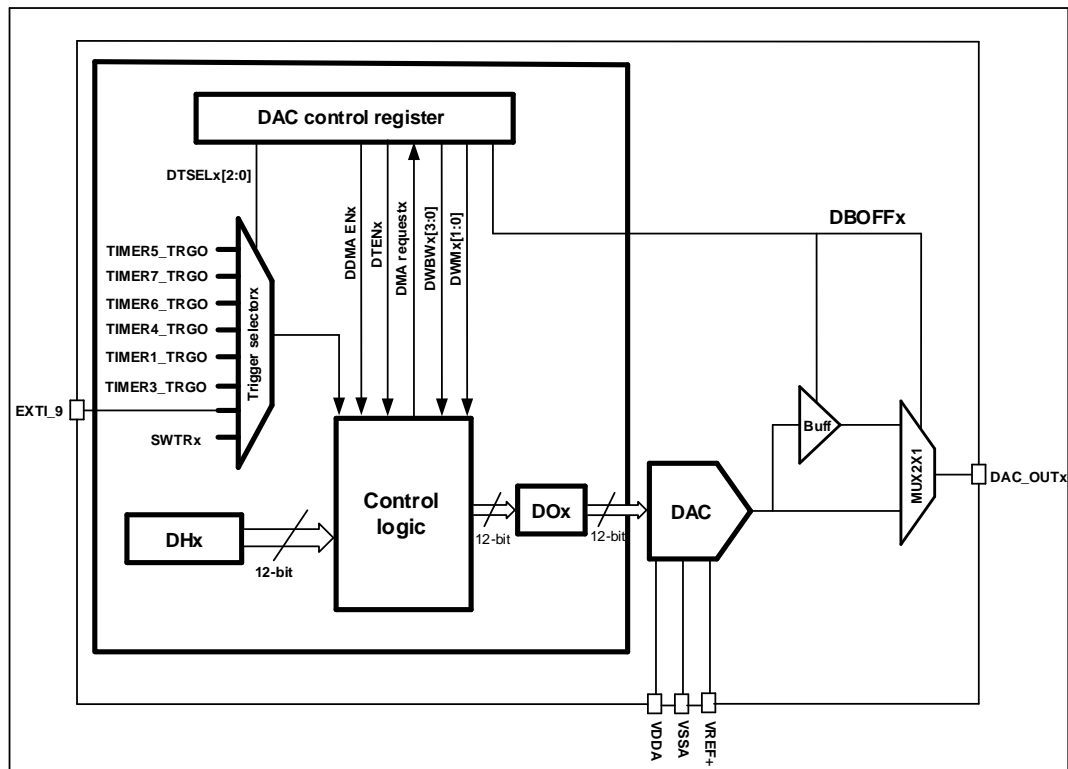 DAC control register
DTSELx[2:0]
DDMA ENx
DTENx
DMA requestx
DWBWx[3:0]
DWMx[1:0]
DBOFFx
TIMER5_TRGO
TIMER7_TRGO
TIMER6_TRGO
TIMER4_TRGO
TIMER1_TRGO
TIMER3_TRGO
EXTI_9
SWTRx
Trigger selectorx
Buff
MUX2X1
DAC_OUTx
Control
logic
DHx
12-bit
12-bit
DOx
12-bit
DAC
VDDA
VSSA
VREF+